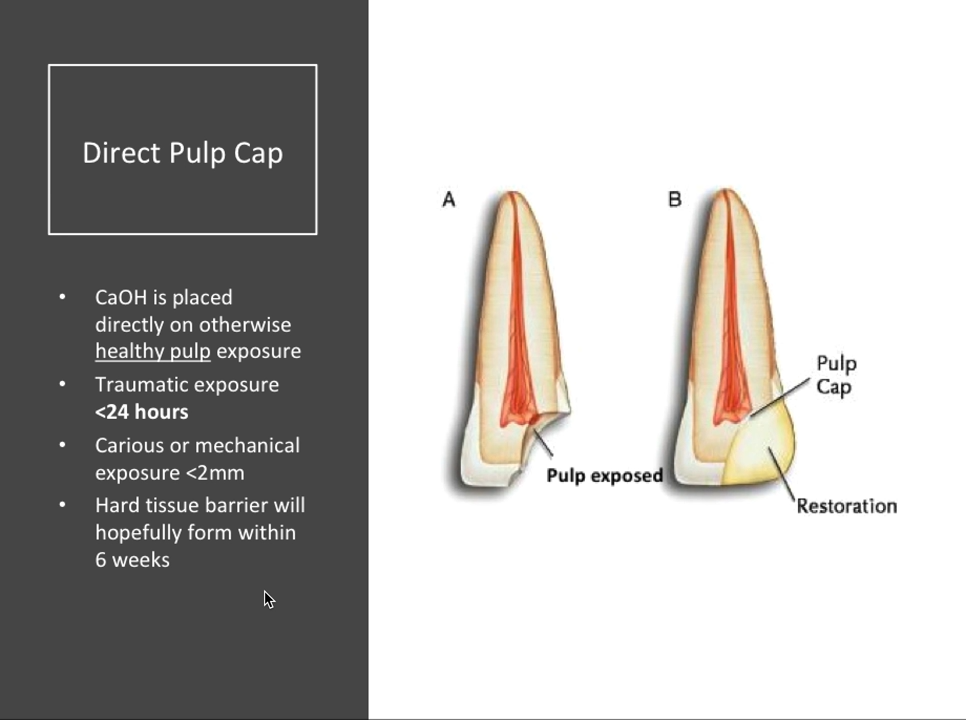 Direct Pulp Cap
• CaOH is placed
directly on otherwise
healthy pulp exposure
• Traumatic exposure
<24 hours
• Carious or mechanical
exposure <2mm
• Hard tissue barrier will
hopefully form within
6 weeks
A
B
Pulp
Cap
Pulp exposed
Restoration